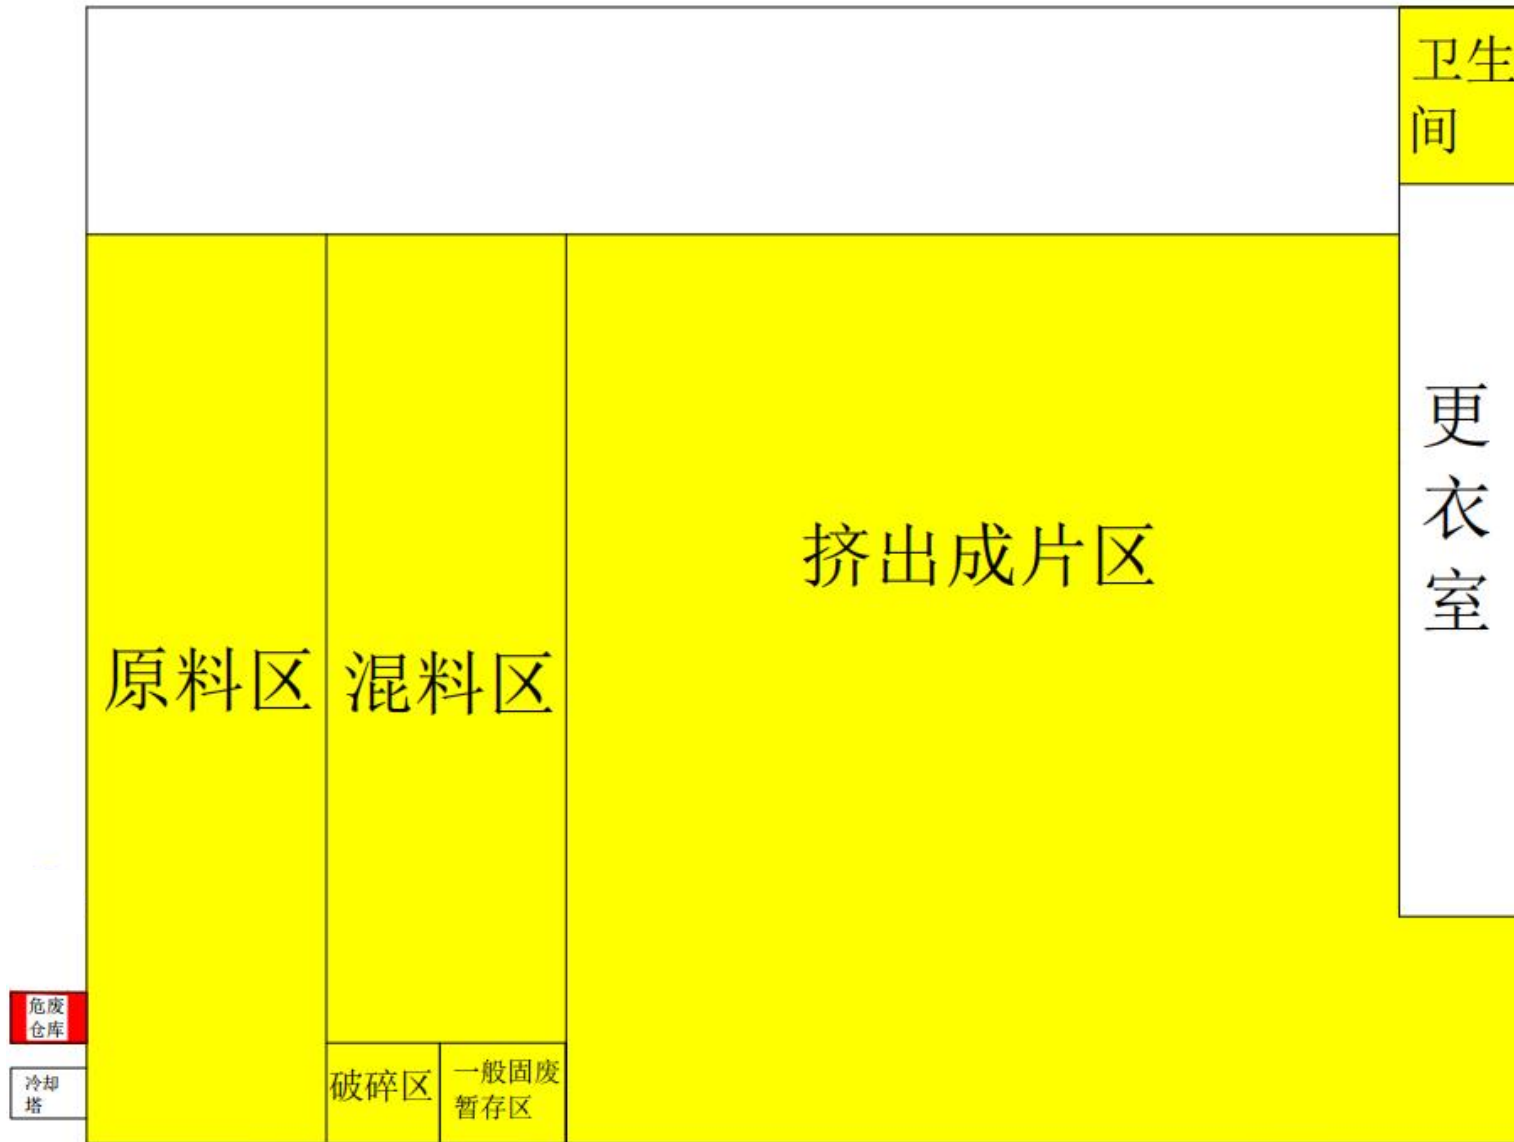 卫生
间
更
衣
室
挤出成片区
原料区
混料区
危废
仓库
冷却
塔
破碎区
一般固废
暂存区